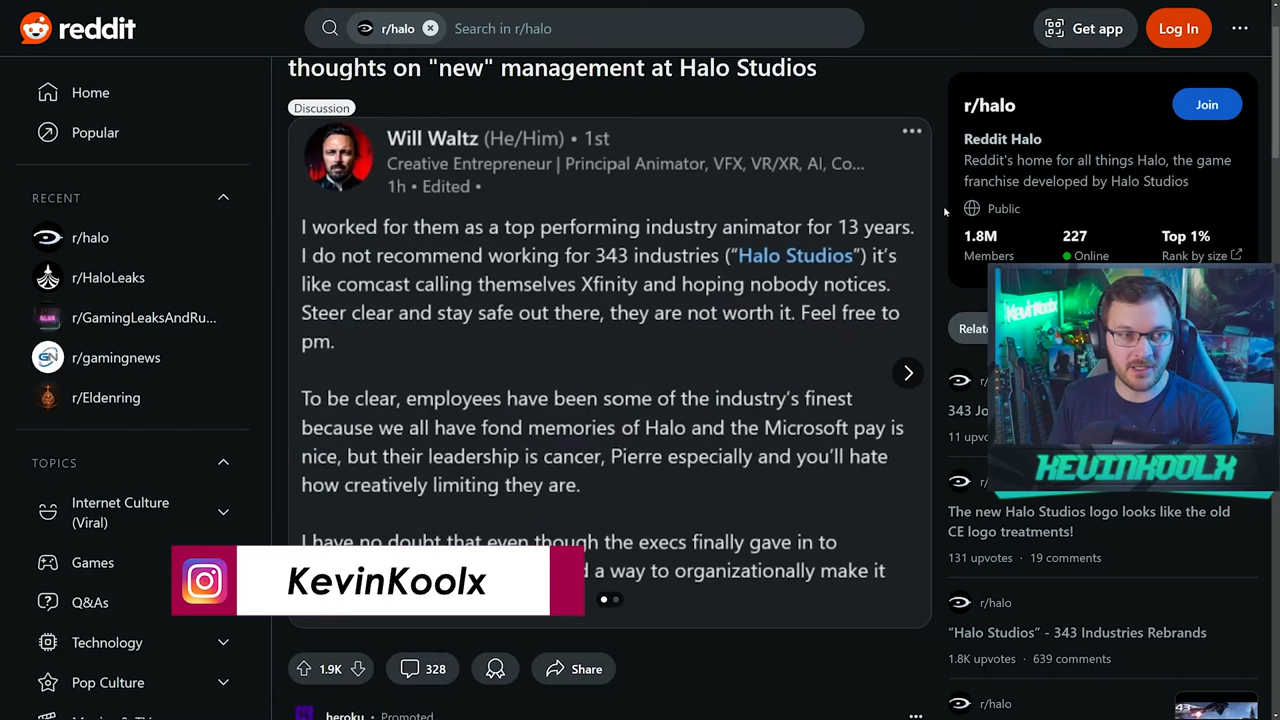 reddit
r/halo
Search in r/halo
Get app
Log In
Home
Popular
RECENT
r/halo
r/HaloLeaks
r/GamingLeaksAndRu...
r/gamingnews
r/Eldenring
TOPICS
Internet Culture
(Viral)
Games
Q&As
Technology
Pop Culture
thoughts on "new" management at Halo Studios
Discussion
Will Waltz (He/Him) • 1st
Creative Entrepreneur | Principal Animator, VFX, VR/XR, AI, Co...
1h • Edited •
I worked for them as a top performing industry animator for 13 years.
I do not recommend working for 343 industries (“Halo Studios”) it’s
like comcast calling themselves Xfinity and hoping nobody notices.
Steer clear and stay safe out there, they are not worth it. Feel free to
pm.
To be clear, employees have been some of the industry’s finest
because we all have fond memories of Halo and the Microsoft pay is
nice, but their leadership is cancer, Pierre especially and you’ll hate
how creatively limiting they are.
I have no doubt that even though the execs finally gave in to
d a way to organizationally make it
KevinKoolx
1.9K
328
Share
heroku • Promoted
r/halo
Join
Reddit Halo
Reddit's home for all things Halo, the game
franchise developed by Halo Studios
Public
1.8M
227
Top 1%
Members
Online
Rank by size
KevinKoolx
KEVINKOOLX
343 Jo
11 upvo
The new Halo Studios logo looks like the old
CE logo treatments!
131 upvotes · 19 comments
r/halo
“Halo Studios” - 343 Industries Rebrands
1.8K upvotes · 639 comments
r/halo